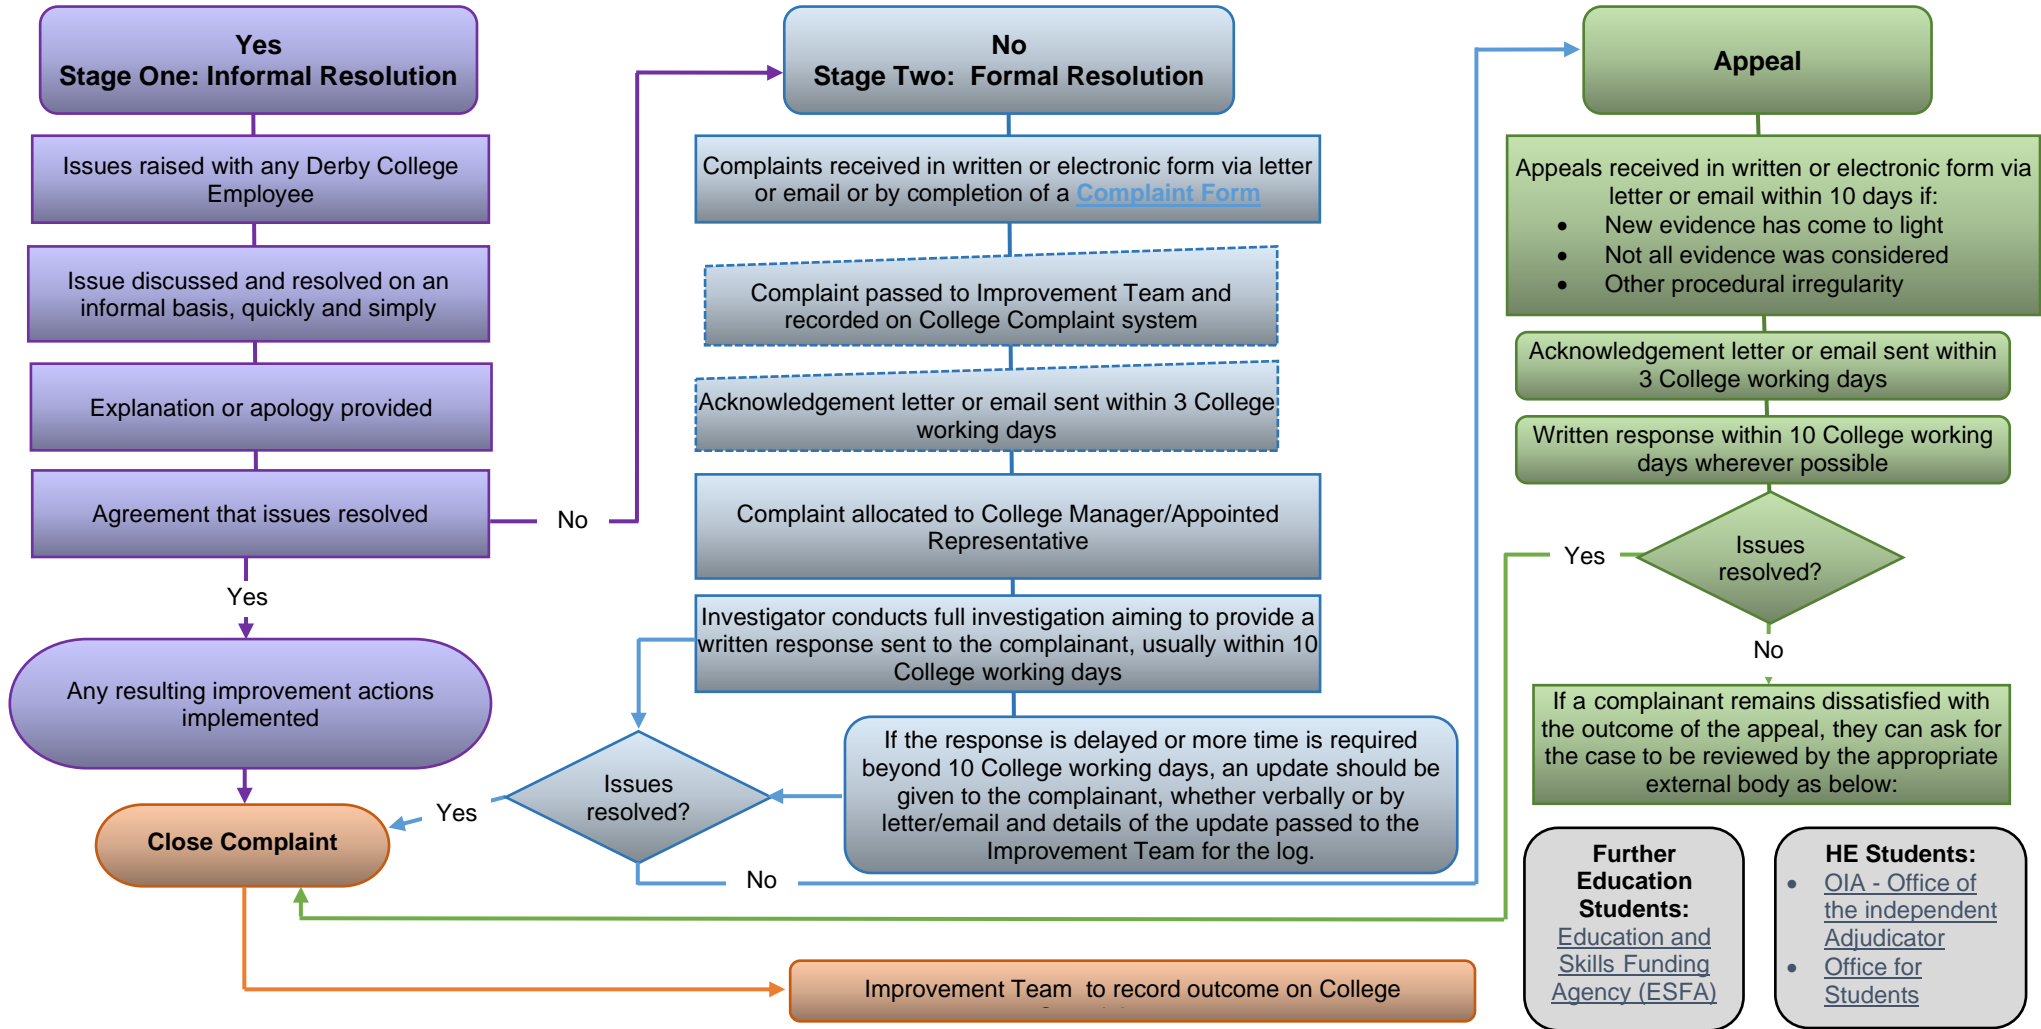 Yes
Stage One: Informal Resolution
Issues raised with any Derby College
Employee
Issue discussed and resolved on an
informal basis, quickly and simply
Explanation or apology provided
Agreement that issues resolved
No
Yes
Any resulting improvement actions
implemented
Close Complaint
No
Stage Two:  Formal Resolution
Complaints received in written or electronic form via letter
or email or by completion of a Complaint Form
Complaint passed to Improvement Team and
recorded on College Complaint system
Acknowledgement letter or email sent within 3 College
working days
Complaint allocated to College Manager/Appointed
Representative
Investigator conducts full investigation aiming to provide a
written response sent to the complainant, usually within 10
College working days
If the response is delayed or more time is required
beyond 10 College working days, an update should be
given to the complainant, whether verbally or by
letter/email and details of the update passed to the
Improvement Team for the log.
Issues
resolved?
Yes
No
Appeal
Appeals received in written or electronic form via
letter or email within 10 days if:
• New evidence has come to light
• Not all evidence was considered
• Other procedural irregularity
Acknowledgement letter or email sent within
3 College working days
Written response within 10 College working
days wherever possible
Issues
resolved?
Yes
No
If a complainant remains dissatisfied with
the outcome of the appeal, they can ask for
the case to be reviewed by the appropriate
external body as below:
Further
Education
Students:
Education and
Skills Funding
Agency (ESFA)
HE Students:
• OIA - Office of
the independent
Adjudicator
• Office for
Students
Improvement Team  to record outcome on College